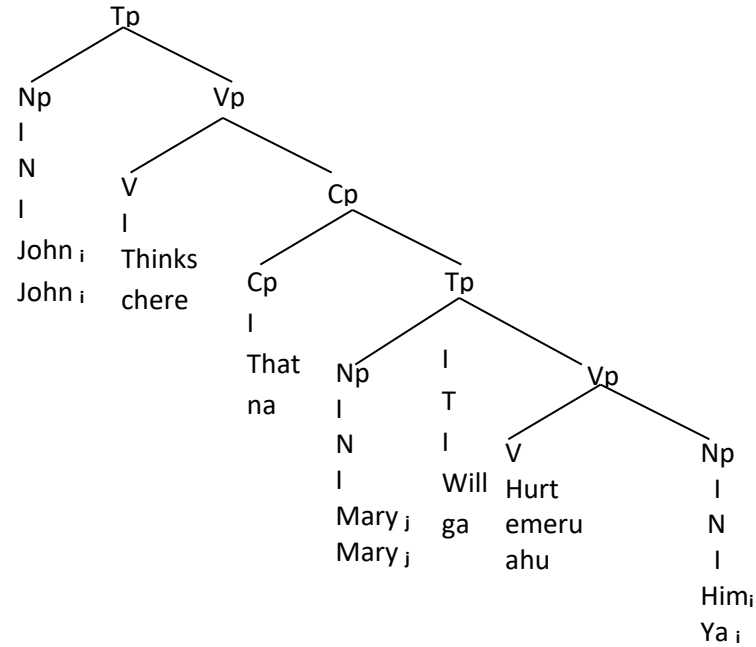 Tp
Np Vp
I
N
V
I
I
Cp
John i
Thinks
John i
chere
Cp Tp
I
That
na
Np
I
Vp
I
T
N
I
I
V
Np
Will
Hurt
I
Mary j
ga
emeru
N
Mary j
ahu
I
Him i
Ya i